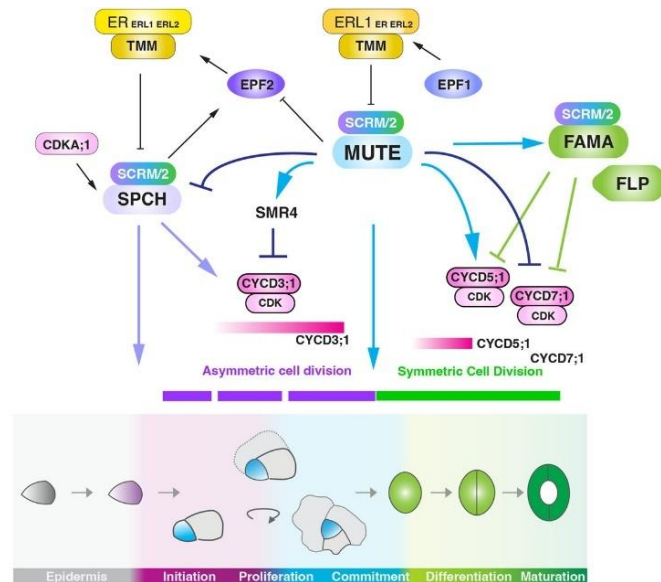 ER ERL1 ERL2
TMM
ERL1 ER ERL2
TMM
EPF2
EPF1
CDKA;1
SCRM/2
SPCH
SCRM/2
MUTE
SCRM/2
FAMA
FLP
SMR4
CYCD3;1
CDK
CYCD5;1
CDK
CYCD7;1
CDK
CYCD3;1
CYCD5;1
CYCD7;1
Asymmetric cell division
Symmetric Cell Division
Epidermis
Initiation
Proliferation
Commitment
Differentiation
Maturation